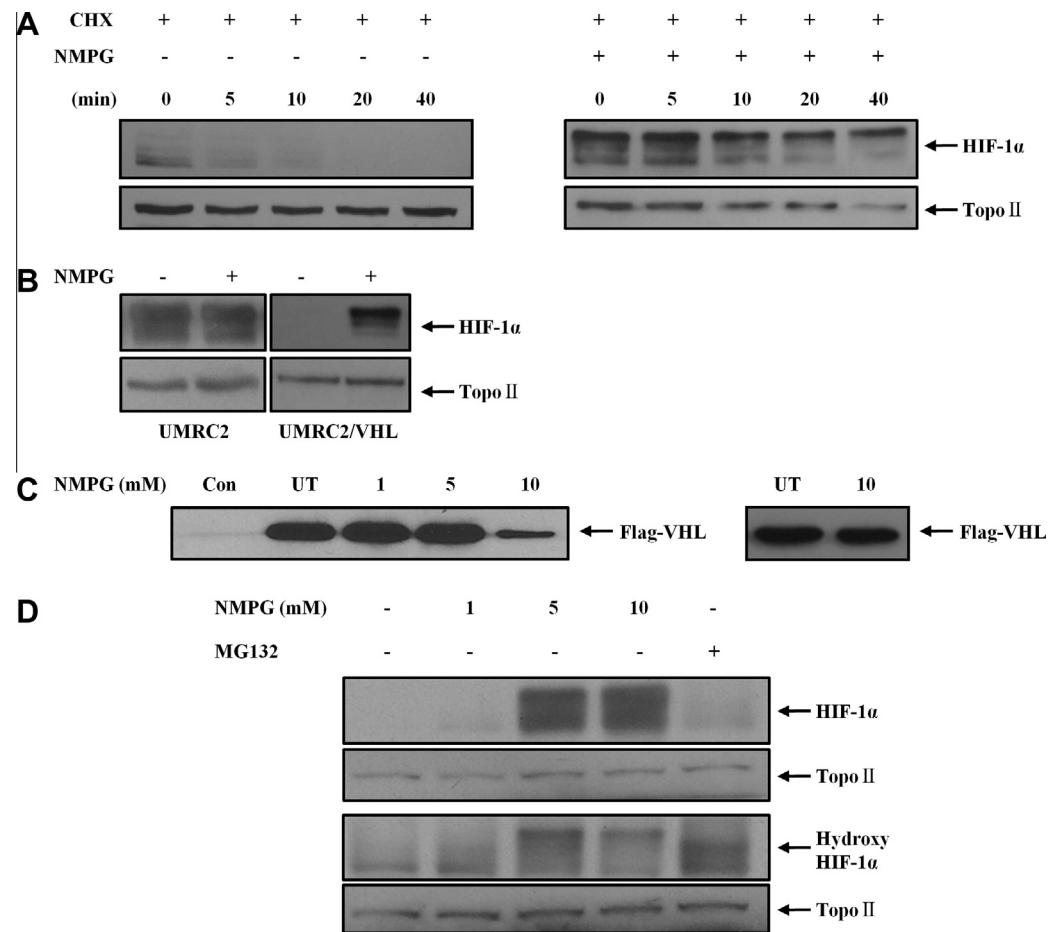 A
CHX + + + + + + + + + +
NMPG - - - - - + + + + +
(min) 0 5 10 20 40 0 5 10 20 40
HIF-1α
Topo Ⅱ
B
NMPG - + - +
HIF-1α
Topo Ⅱ
UMRC2 UMRC2/VHL
C
NMPG (mM) Con UT 1 5 10 UT 10
Flag-VHL Flag-VHL
D
NMPG (mM) - 1 5 10 -
MG132 - - - - +
HIF-1α
Topo Ⅱ
Hydroxy
HIF-1α
Topo Ⅱ